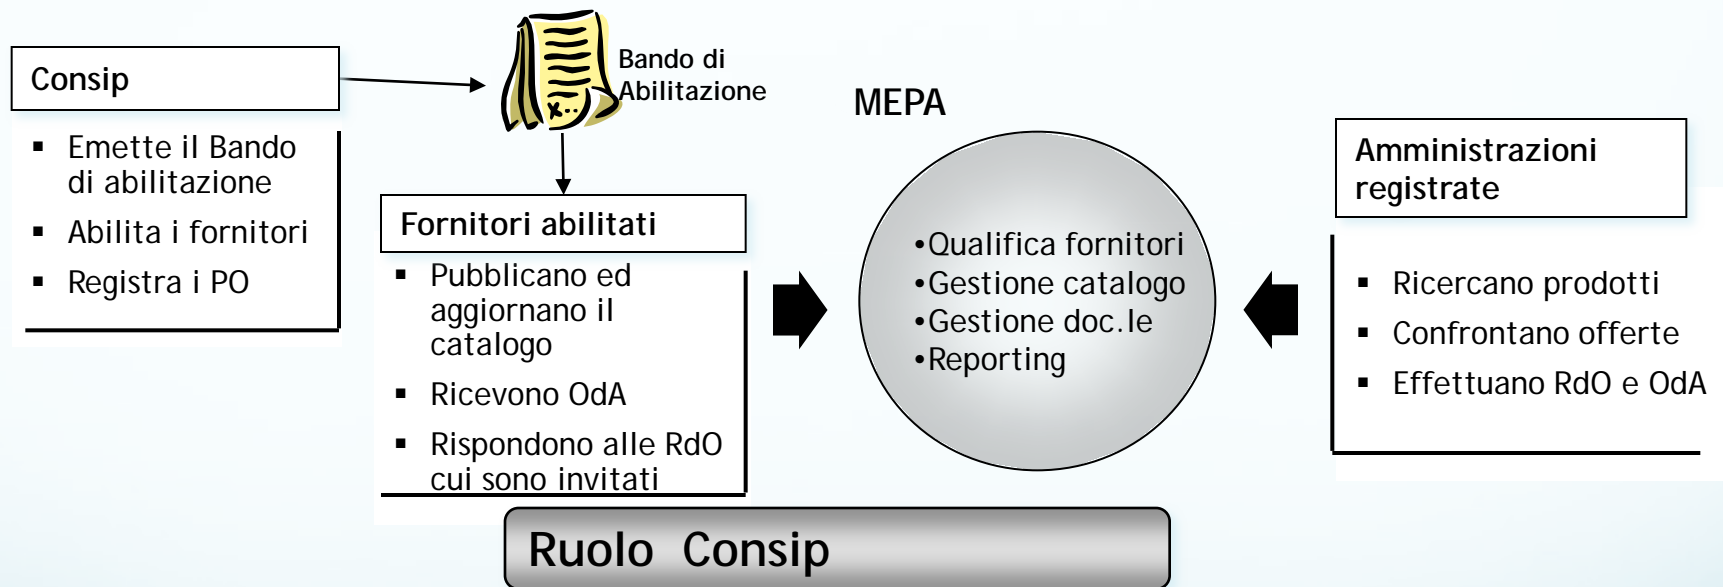 Consip
▪ Emette il Bando
di abilitazione
▪ Abilita i fornitori
▪ Registra i PO
Bando di
Abilitazione
Fornitori abilitati
▪ Pubblicano ed
aggiornano il
catalogo
▪ Ricevono OdA
▪ Rispondono alle RdO
cui sono invitati
MEPA
•Qualifica fornitori
•Gestione catalogo
•Gestione doc.le
•Reporting
Amministrazioni
registrate
▪ Ricercano prodotti
▪ Confrontano offerte
▪ Effettuano RdO e OdA
Ruolo Consip